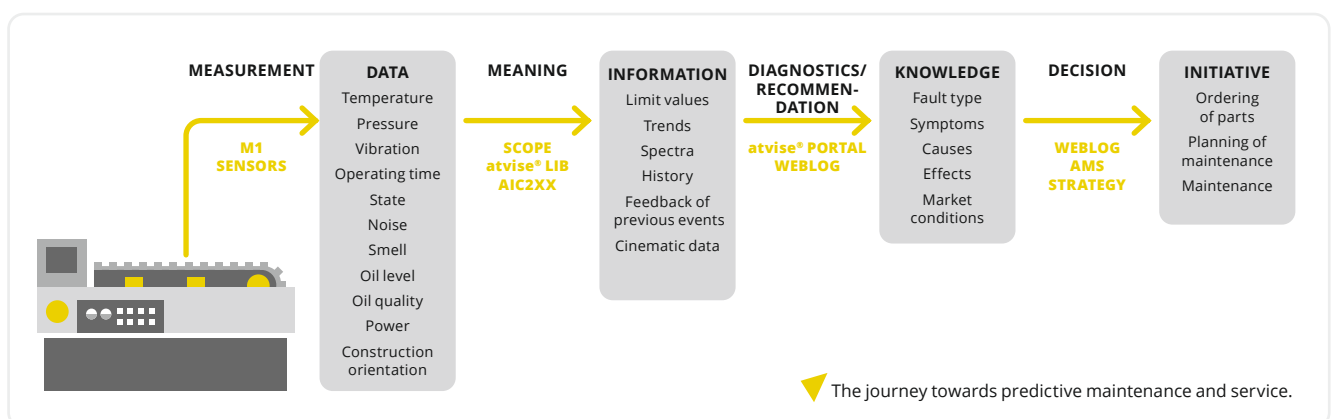 MEASUREMENT
M1
SENSORS
DATA
Temperature
Pressure
Vibration
Operating time
State
Noise
Smell
Oil level
Oil quality
Power
Construction
orientation
MEANING
SCOPE
atvise® LIB
AIC2XX
INFORMATION
Limit values
Trends
Spectra
History
Feedback of
previous events
Cinematic data
DIAGNOSTICS/
RECOMMEN-
DATION
atvise® PORTAL
WEBLOG
KNOWLEDGE
Fault type
Symptoms
Causes
Effects
Market
conditions
DECISION
WEBLOG
AMS
STRATEGY
INITIATIVE
Ordering
of parts
Planning of
maintenance
Maintenance
The journey towards predictive maintenance and service.